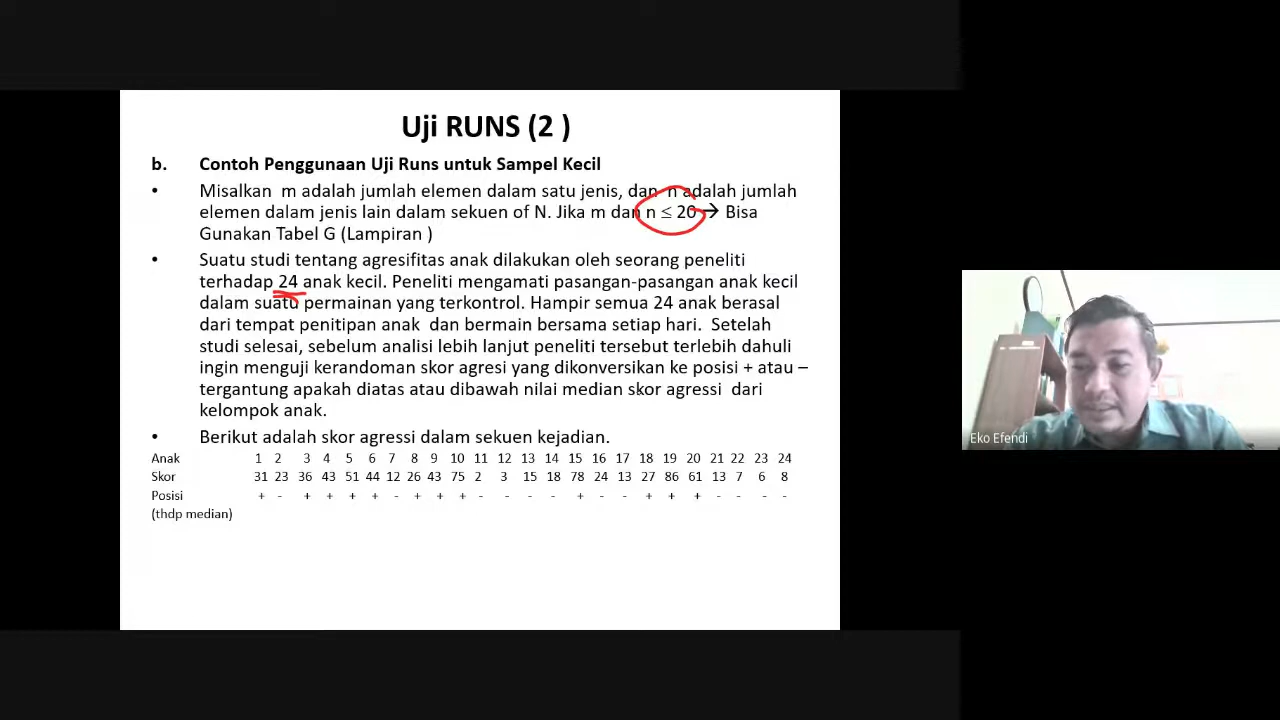 Uji RUNS (2 )
b. Contoh Penggunaan Uji Runs untuk Sampel Kecil
• Misalkan m adalah jumlah elemen dalam satu jenis, dan n adalah jumlah
elemen dalam jenis lain dalam sekuen of N. Jika m dan n ≤ 20 → Bisa
Gunakan Tabel G (Lampiran )
• Suatu studi tentang agresifitas anak dilakukan oleh seorang peneliti
terhadap 24 anak kecil. Peneliti mengamati pasangan-pasangan anak kecil
dalam suatu permainan yang terkontrol. Hampir semua 24 anak berasal
dari tempat penitipan anak dan bermain bersama setiap hari. Setelah
studi selesai, sebelum analisi lebih lanjut peneliti tersebut terlebih dahuli
ingin menguji kerandoman skor agresi yang dikonversikan ke posisi + atau –
tergantung apakah diatas atau dibawah nilai median skor agressi dari
kelompok anak.
• Berikut adalah skor agressi dalam sekuen kejadian.
Anak 1 2 3 4 5 6 7 8 9 10 11 12 13 14 15 16 17 18 19 20 21 22 23 24
Skor 31 23 36 43 51 44 12 26 43 75 2 3 15 18 78 24 13 27 86 61 13 7 6 8
Posisi + - + + + + - + + + - - - - + - - + + + - - - -
(thdp median)
Eko Efendi